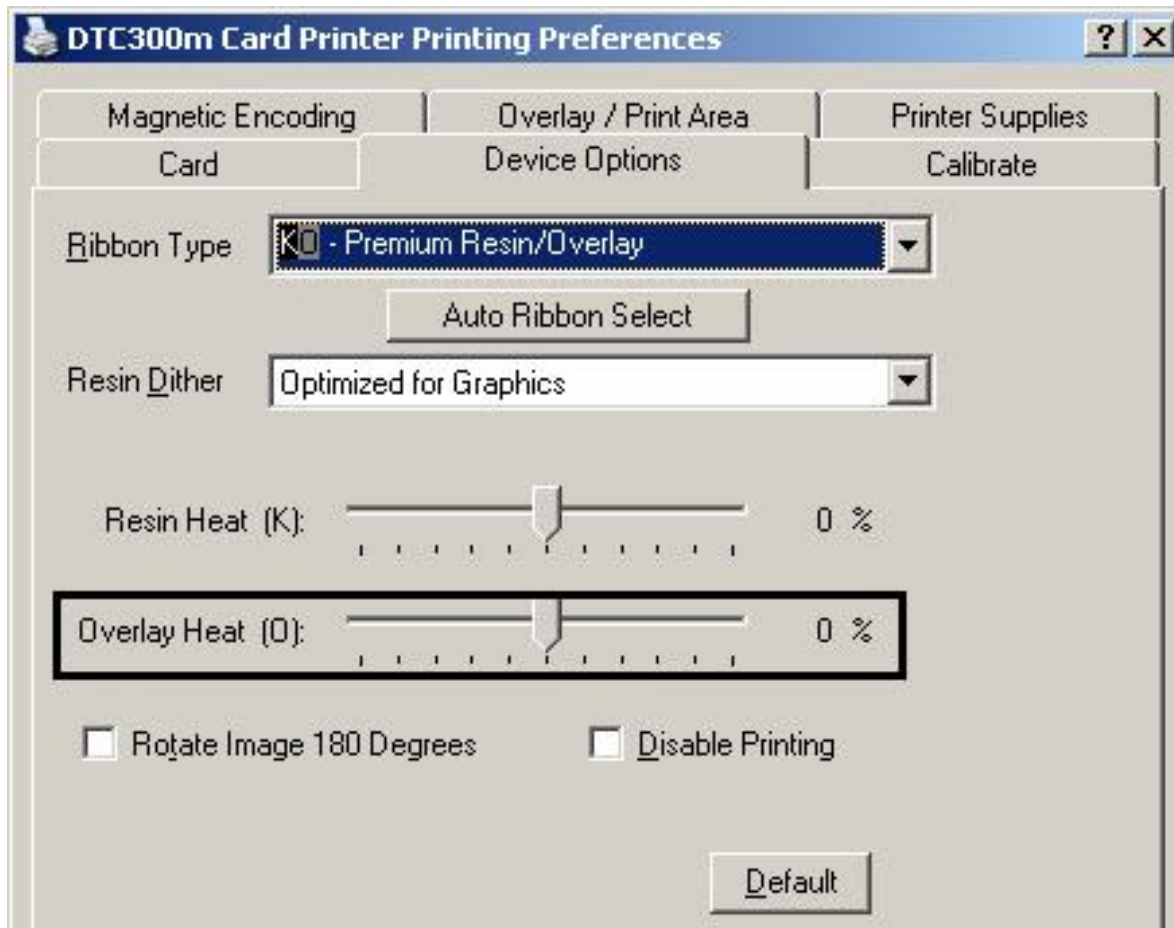 DTC300m Card Printer Printing Preferences
Magnetic Encoding Overlay / Print Area Printer Supplies
Card Device Options Calibrate
Ribbon Type KO - Premium Resin/Overlay
Auto Ribbon Select
Resin Dither Optimized for Graphics
Resin Heat (K): 0 %
Overlay Heat (O): 0 %
Rotate Image 180 Degrees Disable Printing
Default